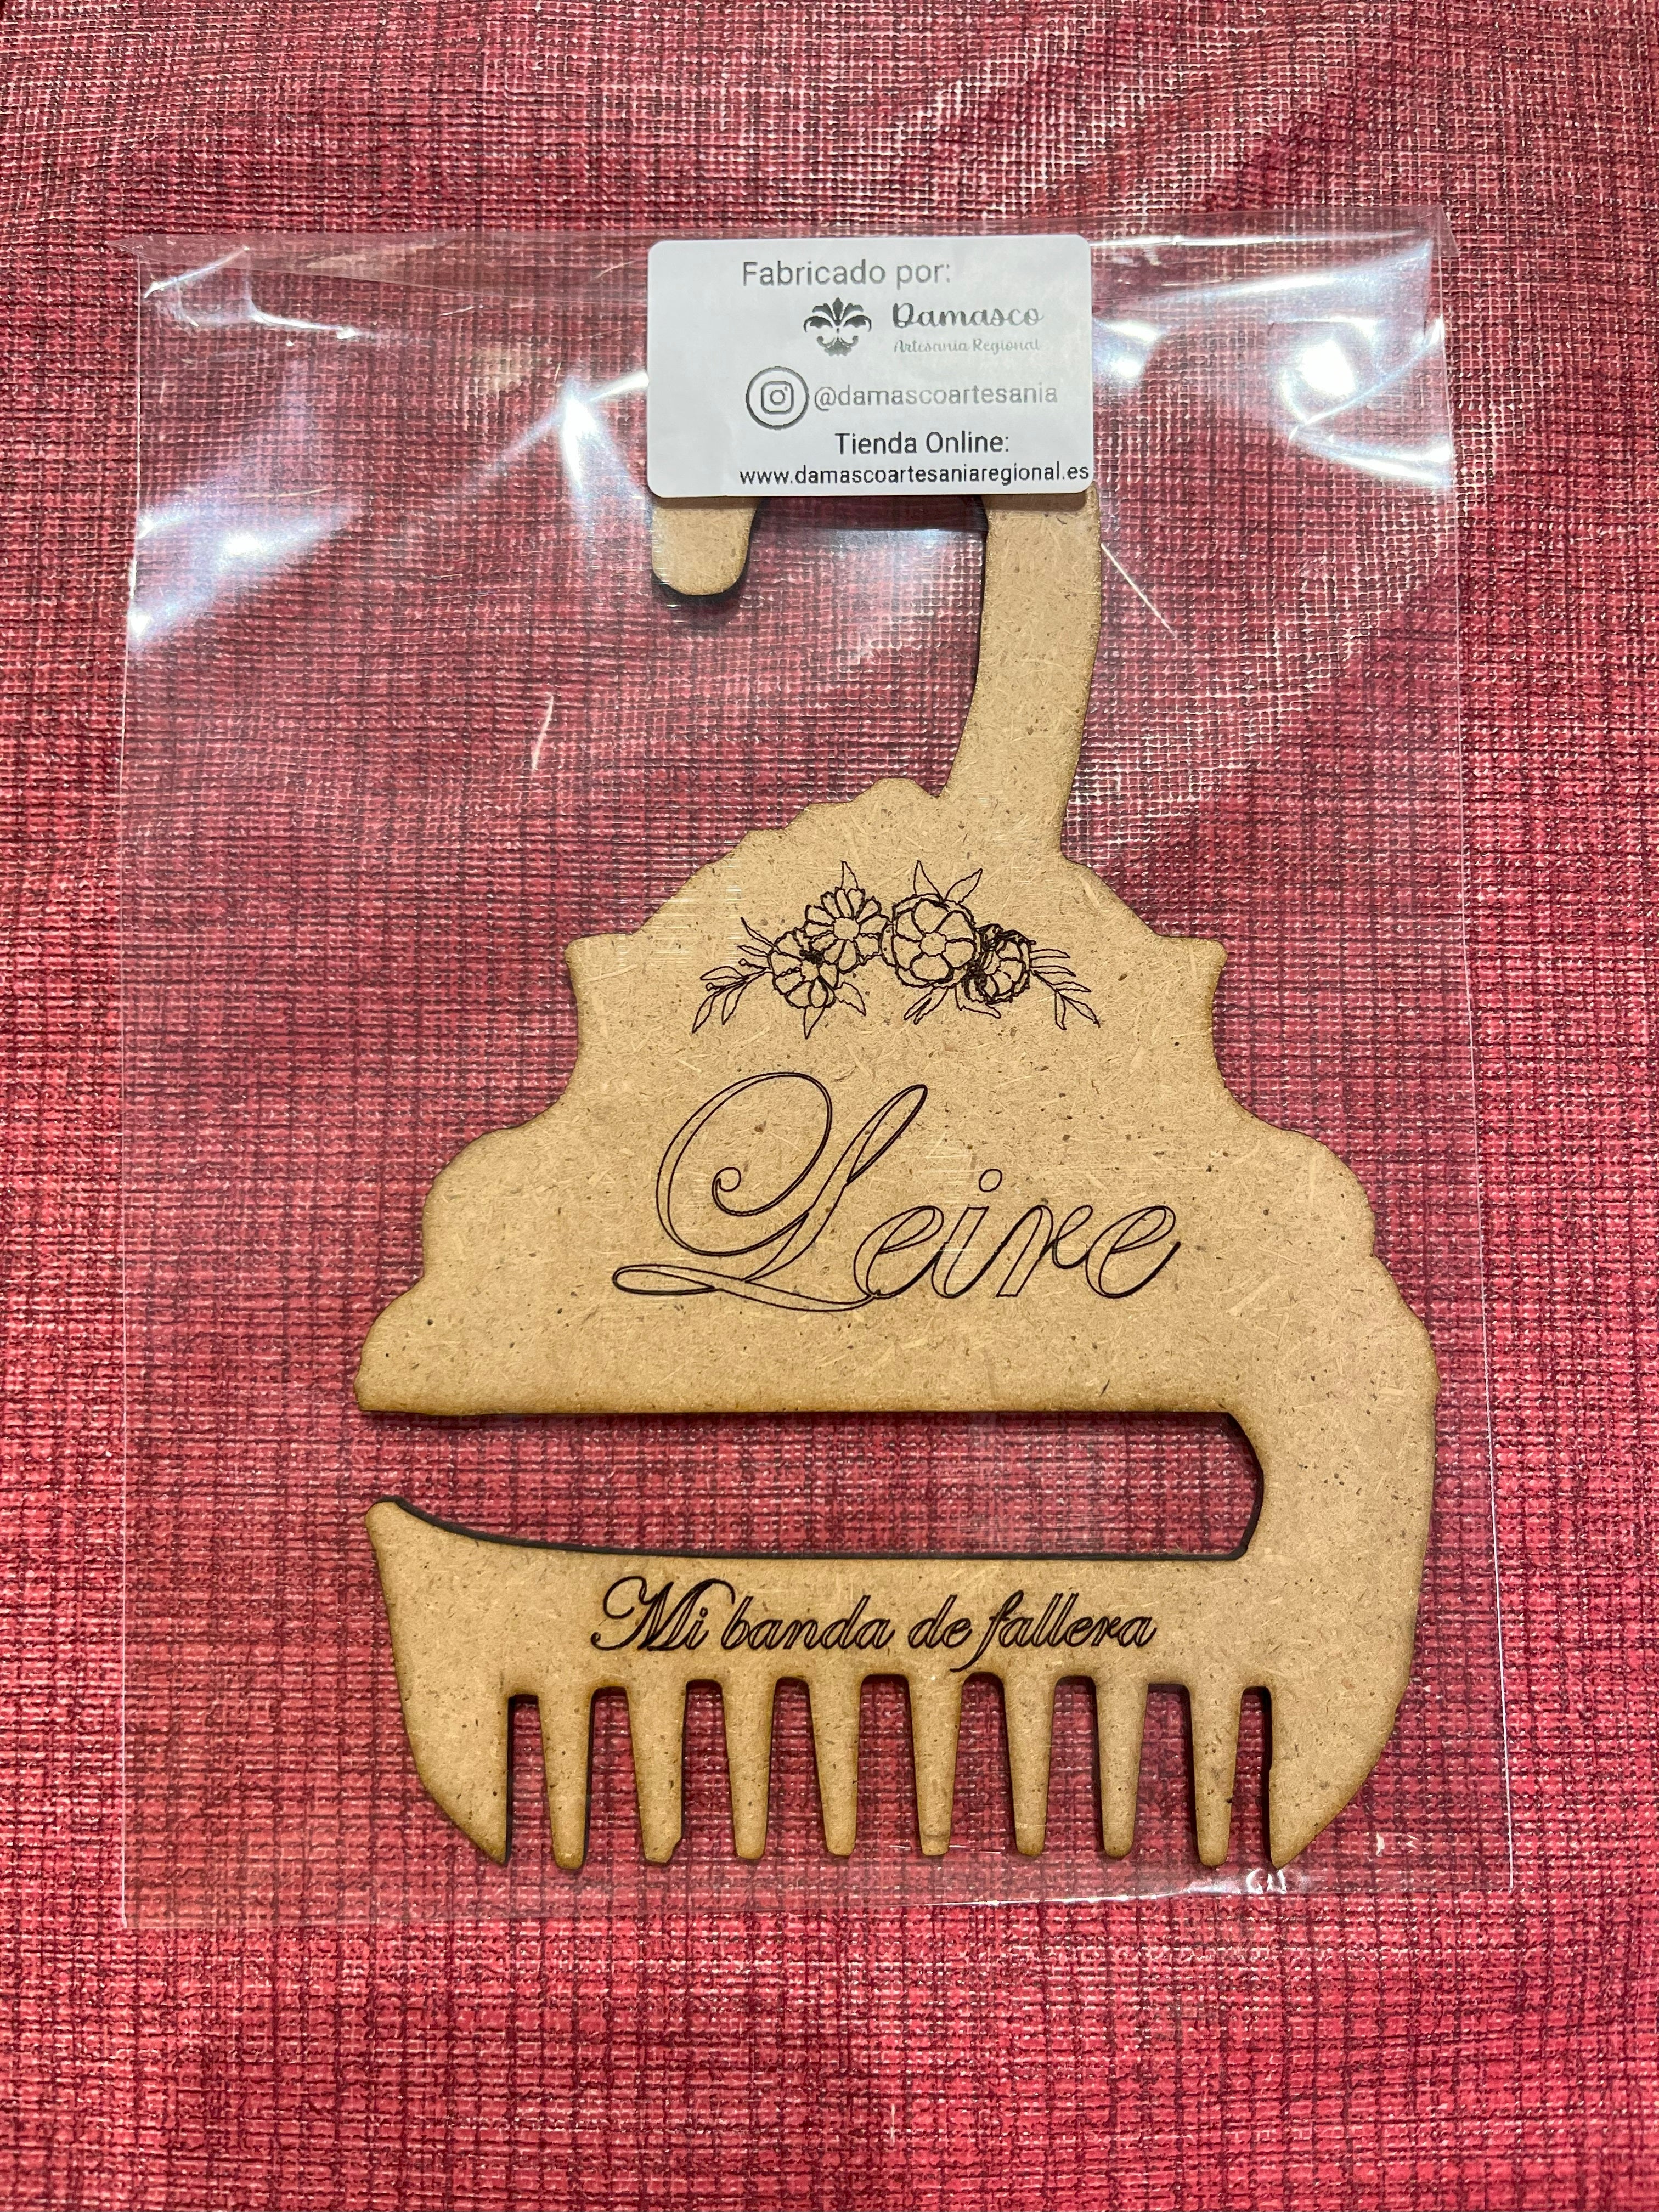 Fabricado por:
Damasco
Artesanía Regional
@damascoartesania
Tienda Online:
www.damascoartesaniaregional.es
Leire
Mi banda de fallera